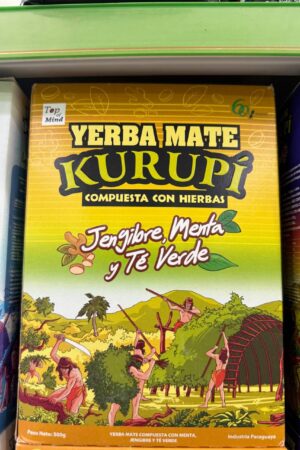 Top
of
Mind
60
YERBA MATE
KURUPÍ
COMPUESTA CON HIERBAS
Jengibre, Menta
y Té Verde
Peso Neto: 500g
YERBA MATE COMPUESTA CON MENTA,
JENGIBRE Y TÉ VERDE
Industria Paraguaya